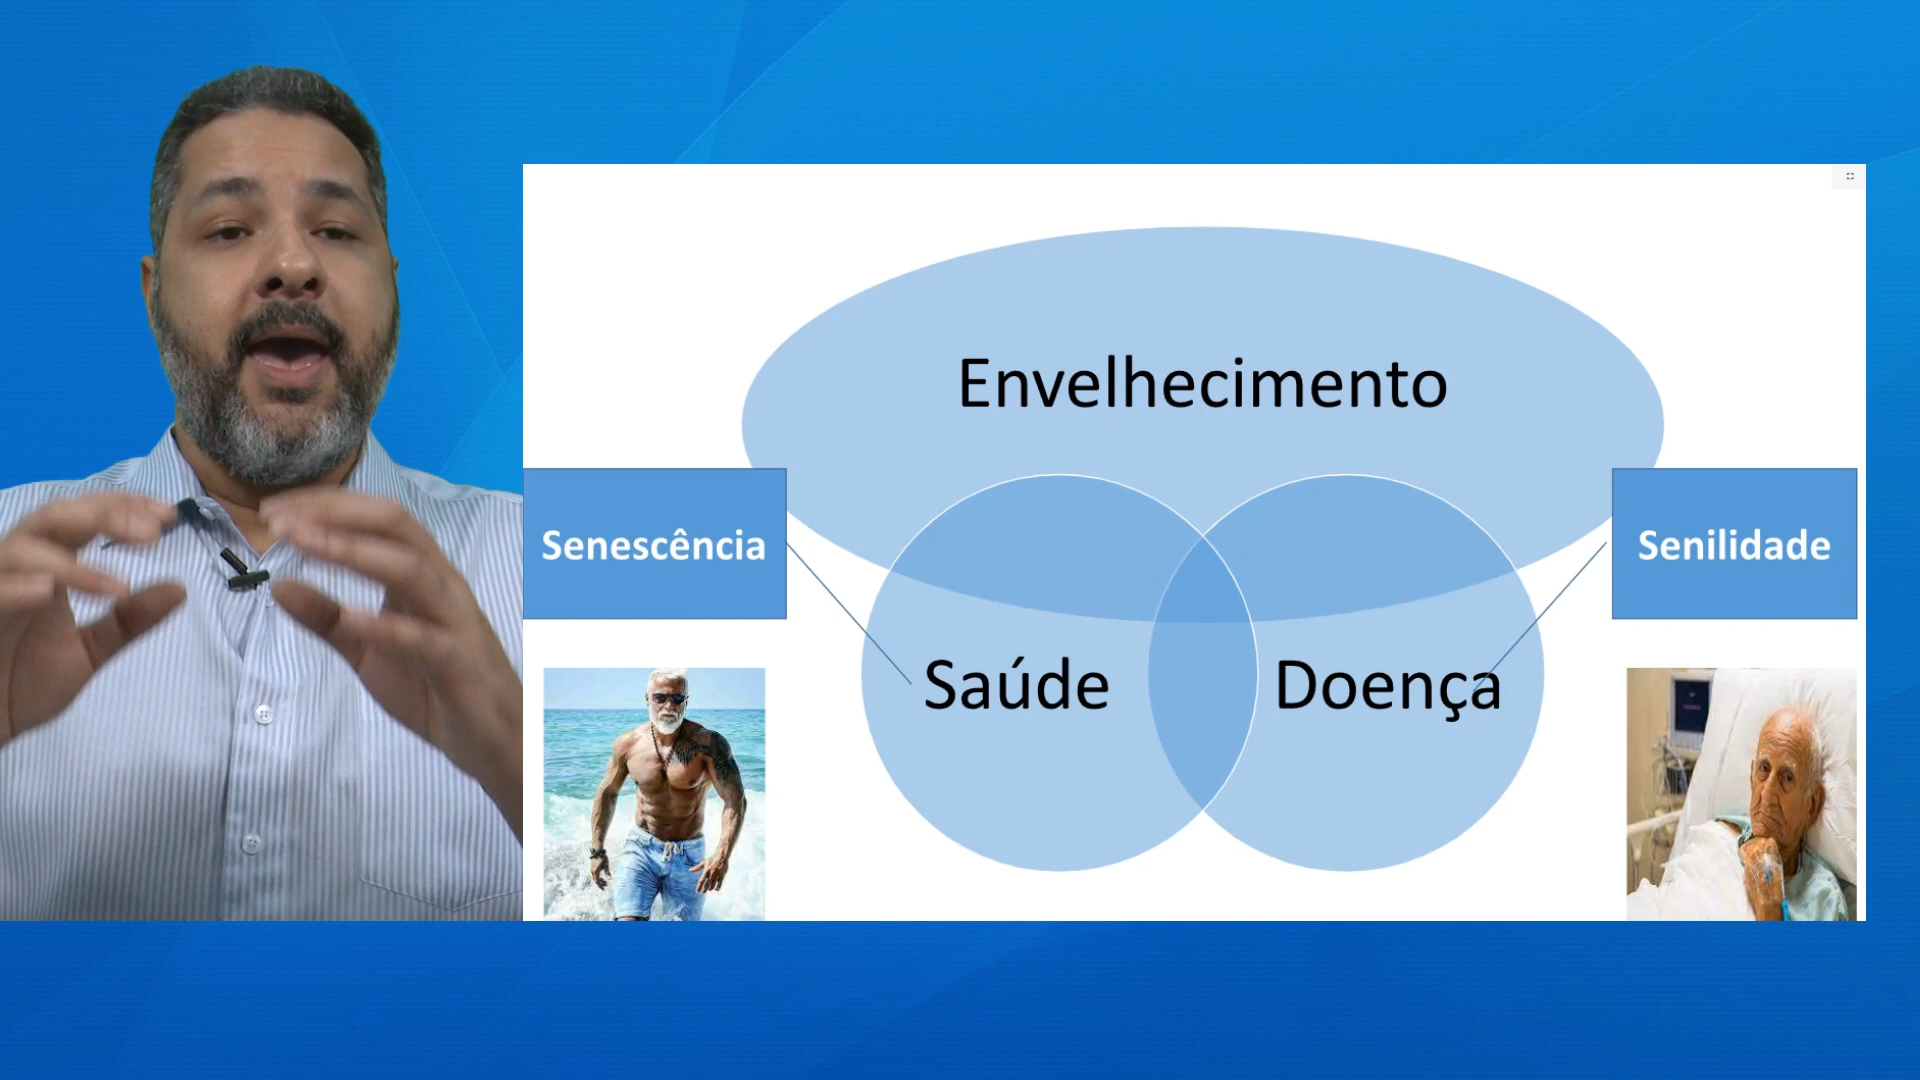 Envelhecimento
Senescência
Senilidade
Saúde
Doença